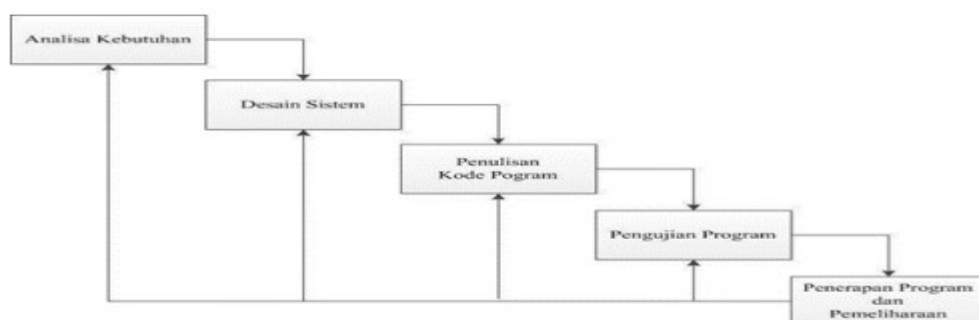 Analisa Kebutuhan
Desain Sistem
Penulisan
Kode Pogram
Pengujian Program
Penerapan Program
dan
Pemeliharaan